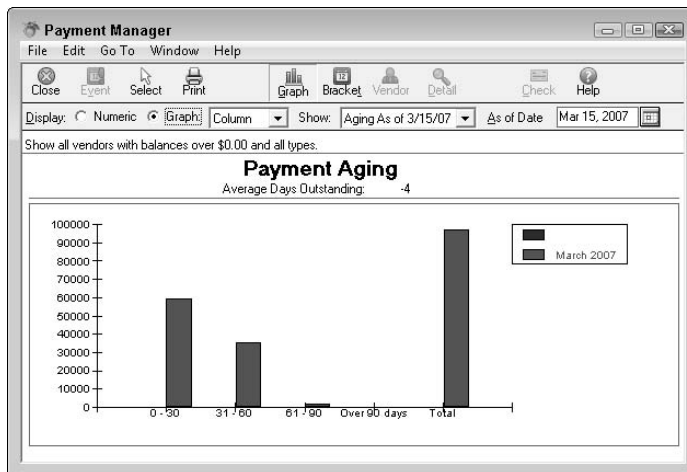 Payment Manager
File Edit Go To Window Help
Close Event Select Print Graph Bracket Vendor Detail Check Help
Display: Numeric Graph: Column Show: Aging As of 3/15/07 As of Date Mar 15, 2007
Show all vendors with balances over $0.00 and all types.
Payment Aging
Average Days Outstanding: -4
100000
90000
80000
70000
60000
50000
40000
30000
20000
10000
0
March 2007
0 - 30 31 - 60 61 - 90 Over 90 days Total